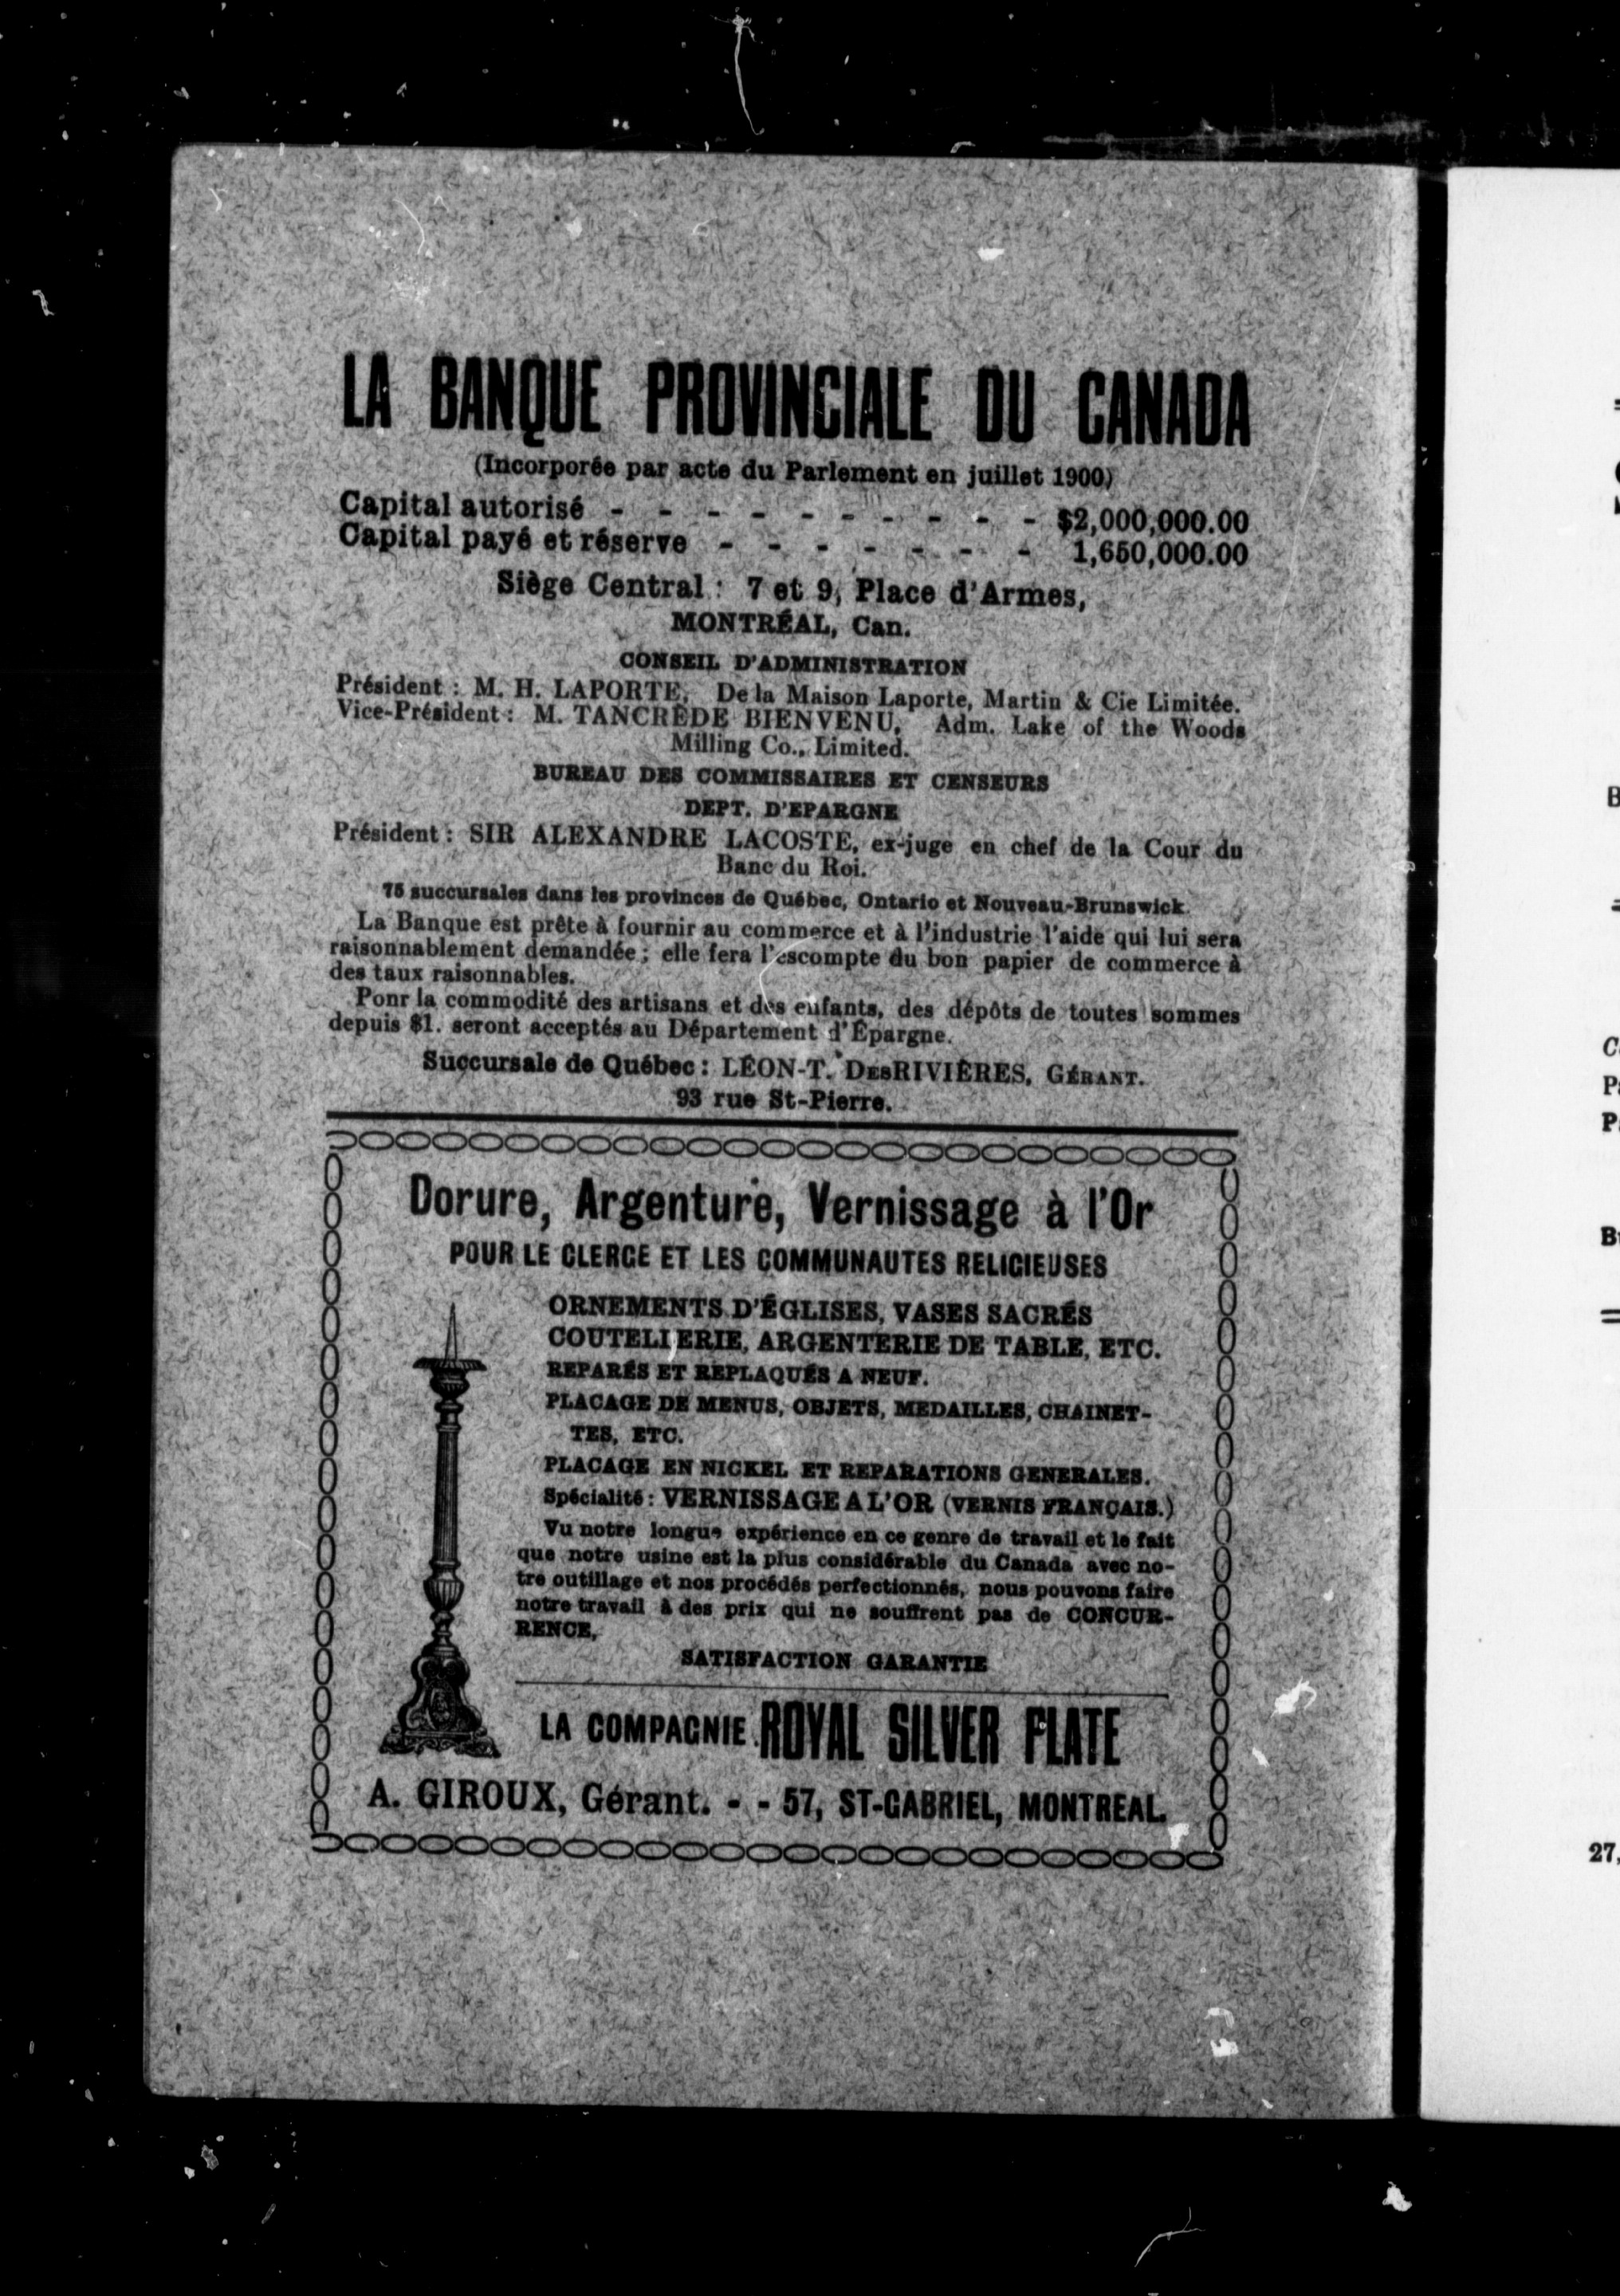 LA BANQUE PROVINCIALE DU CANADA
(Incorporée par acte du Parlement en juillet 1900)
Capital autorisé - - - - - - - - - - $2,000,000.00
Capital payé et réserve - - - - - - - 1,650,000.00
Siège Central : 7 et 9, Place d'Armes,
MONTRÉAL, Can.
CONSEIL D'ADMINISTRATION
Président : M. H. LAPORTE, De la Maison Laporte, Martin & Cie Limitée.
Vice-Président : M. TANCRÈDE BIENVENU, Adm. Lake of the Woods
Milling Co., Limited.
BUREAU DES COMMISSAIRES ET CENSEURS
DEPT. D'EPARGNE
Président : SIR ALEXANDRE LACOSTE, ex-juge en chef de la Cour du
Banc du Roi.
75 succursales dans les provinces de Québec, Ontario et Nouveau-Brunswick.
La Banque est prête à fournir au commerce et à l'industrie l'aide qui lui sera
raisonnablement demandée ; elle fera l'escompte du bon papier de commerce à
des taux raisonnables.
Ponr la commodité des artisans et des enfants, des dépôts de toutes sommes
depuis $1. seront acceptés au Département d'Épargne.
Succursale de Québec : LÉON-T. DESRIVIÈRES, GÉRANT.
93 rue St-Pierre.
Dorure, Argenture, Vernissage à l'Or
POUR LE CLERGE ET LES COMMUNAUTES RELIGIEUSES
ORNEMENTS D'ÉGLISES, VASES SACRÉS
COUTELLERIE, ARGENTERIE DE TABLE, ETC.
REPARÉS ET REPLAQUÉS A NEUF.
PLACAGE DE MENUS, OBJETS, MEDAILLES, CHAINET-
TES, ETC.
PLACAGE EN NICKEL ET REPARATIONS GENERALES.
Spécialité : VERNISSAGE A L'OR (VERNIS FRANÇAIS.)
Vu notre longue expérience en ce genre de travail et le fait
que notre usine est la plus considérable du Canada avec no-
tre outillage et nos procédés perfectionnés, nous pouvons faire
notre travail à des prix qui ne souffrent pas de CONCUR-
RENCE,
SATISFACTION GARANTIE
LA COMPAGNIE ROYAL SILVER PLATE
A. GIROUX, Gérant. - - 57, ST-GABRIEL, MONTREAL.
27,